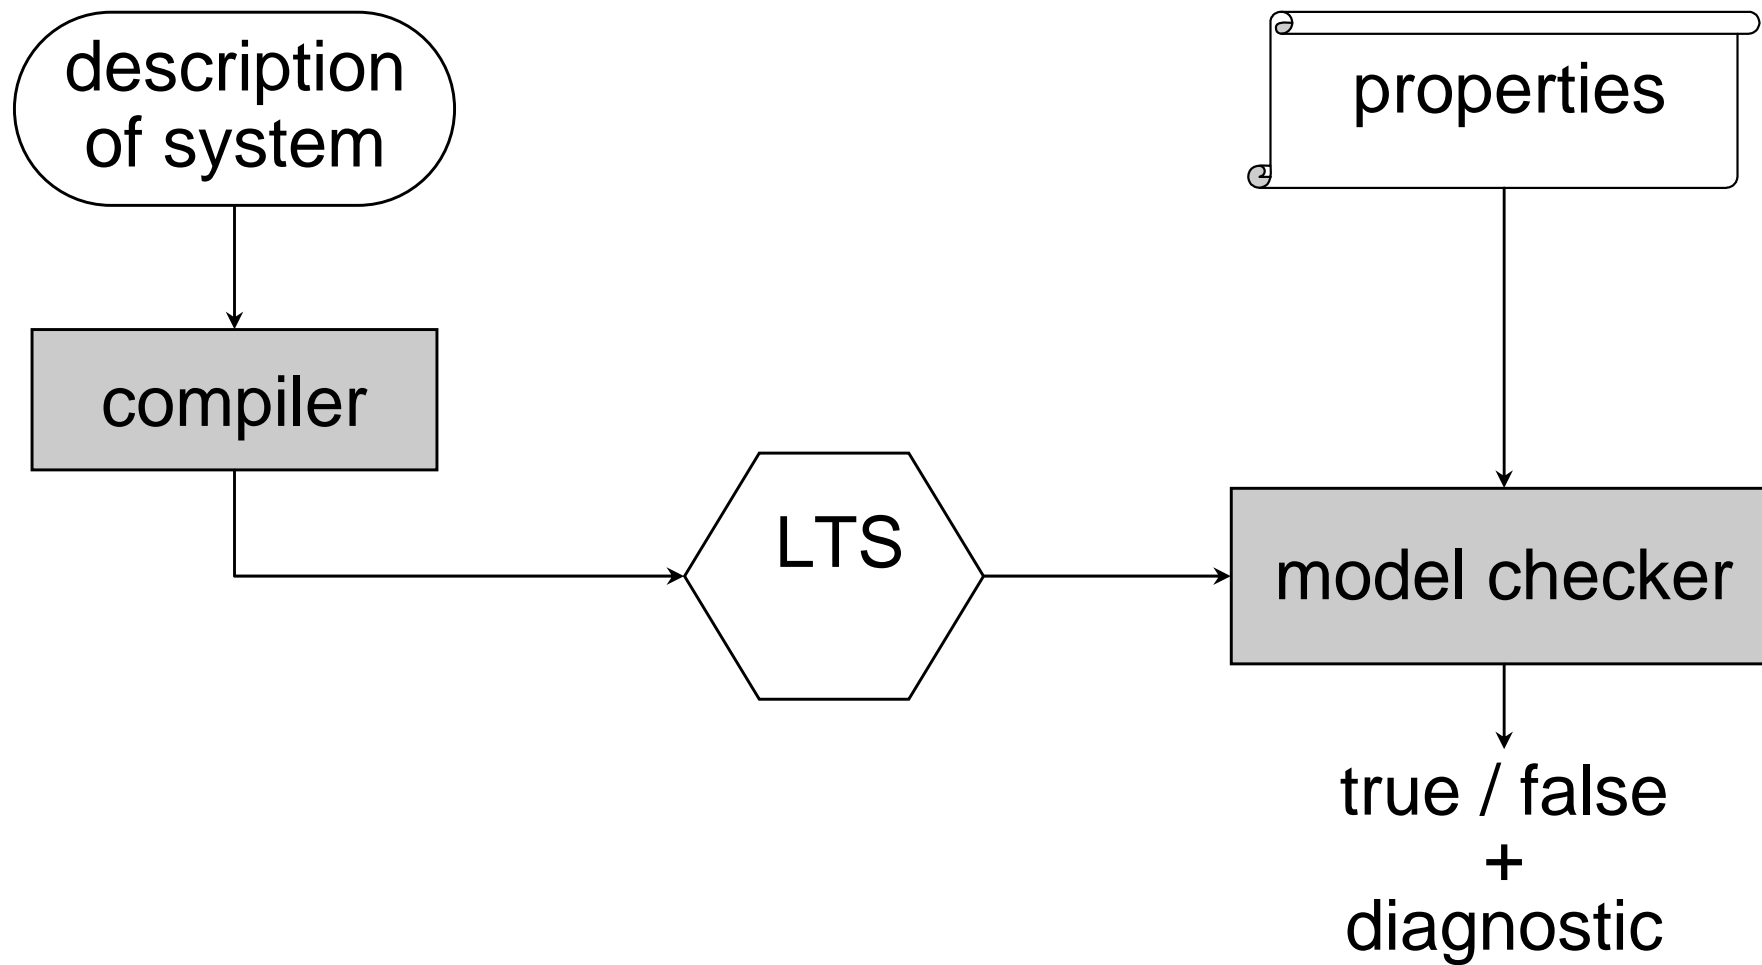 description
of system
properties
compiler
LTS
model checker
true / false
+
diagnostic